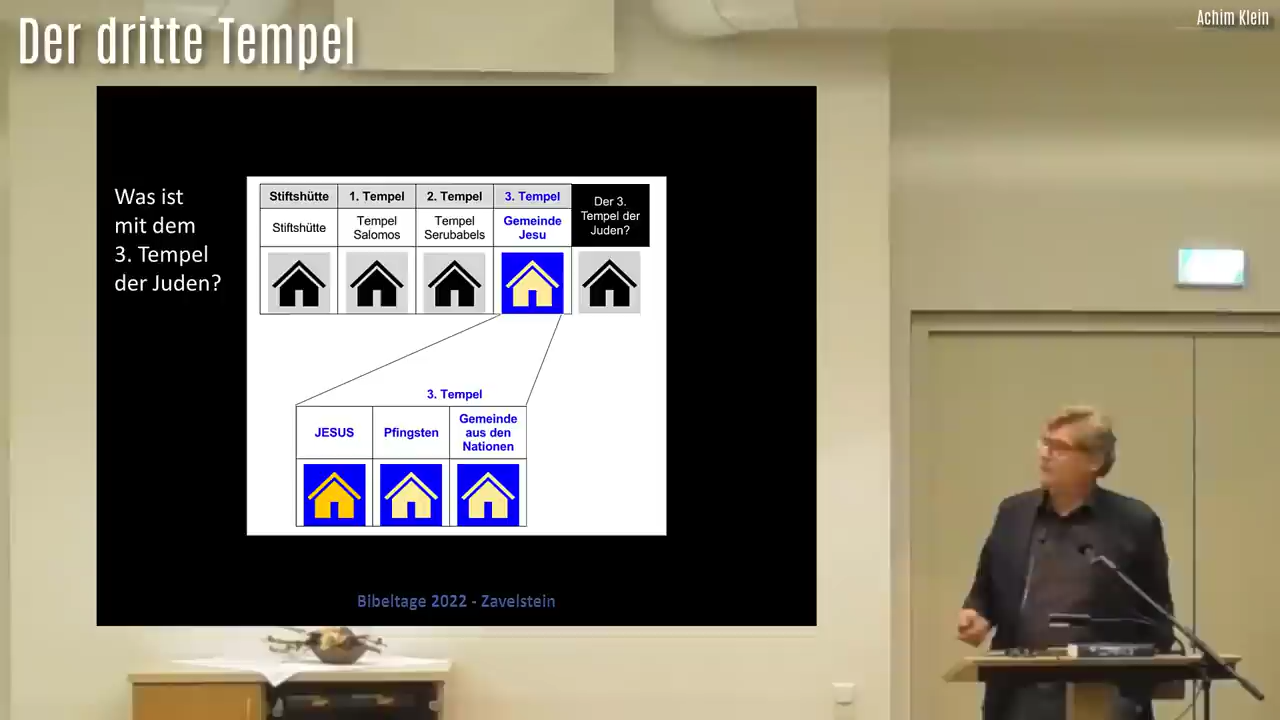 Der dritte Tempel
Achim Klein
Was ist
mit dem
3. Tempel
der Juden?
Stiftshütte
1. Tempel
2. Tempel
3. Tempel
Der 3.
Tempel der
Juden?
Stiftshütte
Tempel
Salomos
Tempel
Serubabels
Gemeinde
Jesu
3. Tempel
JESUS
Pfingsten
Gemeinde
aus den
Nationen
Bibeltage 2022 - Zavelstein